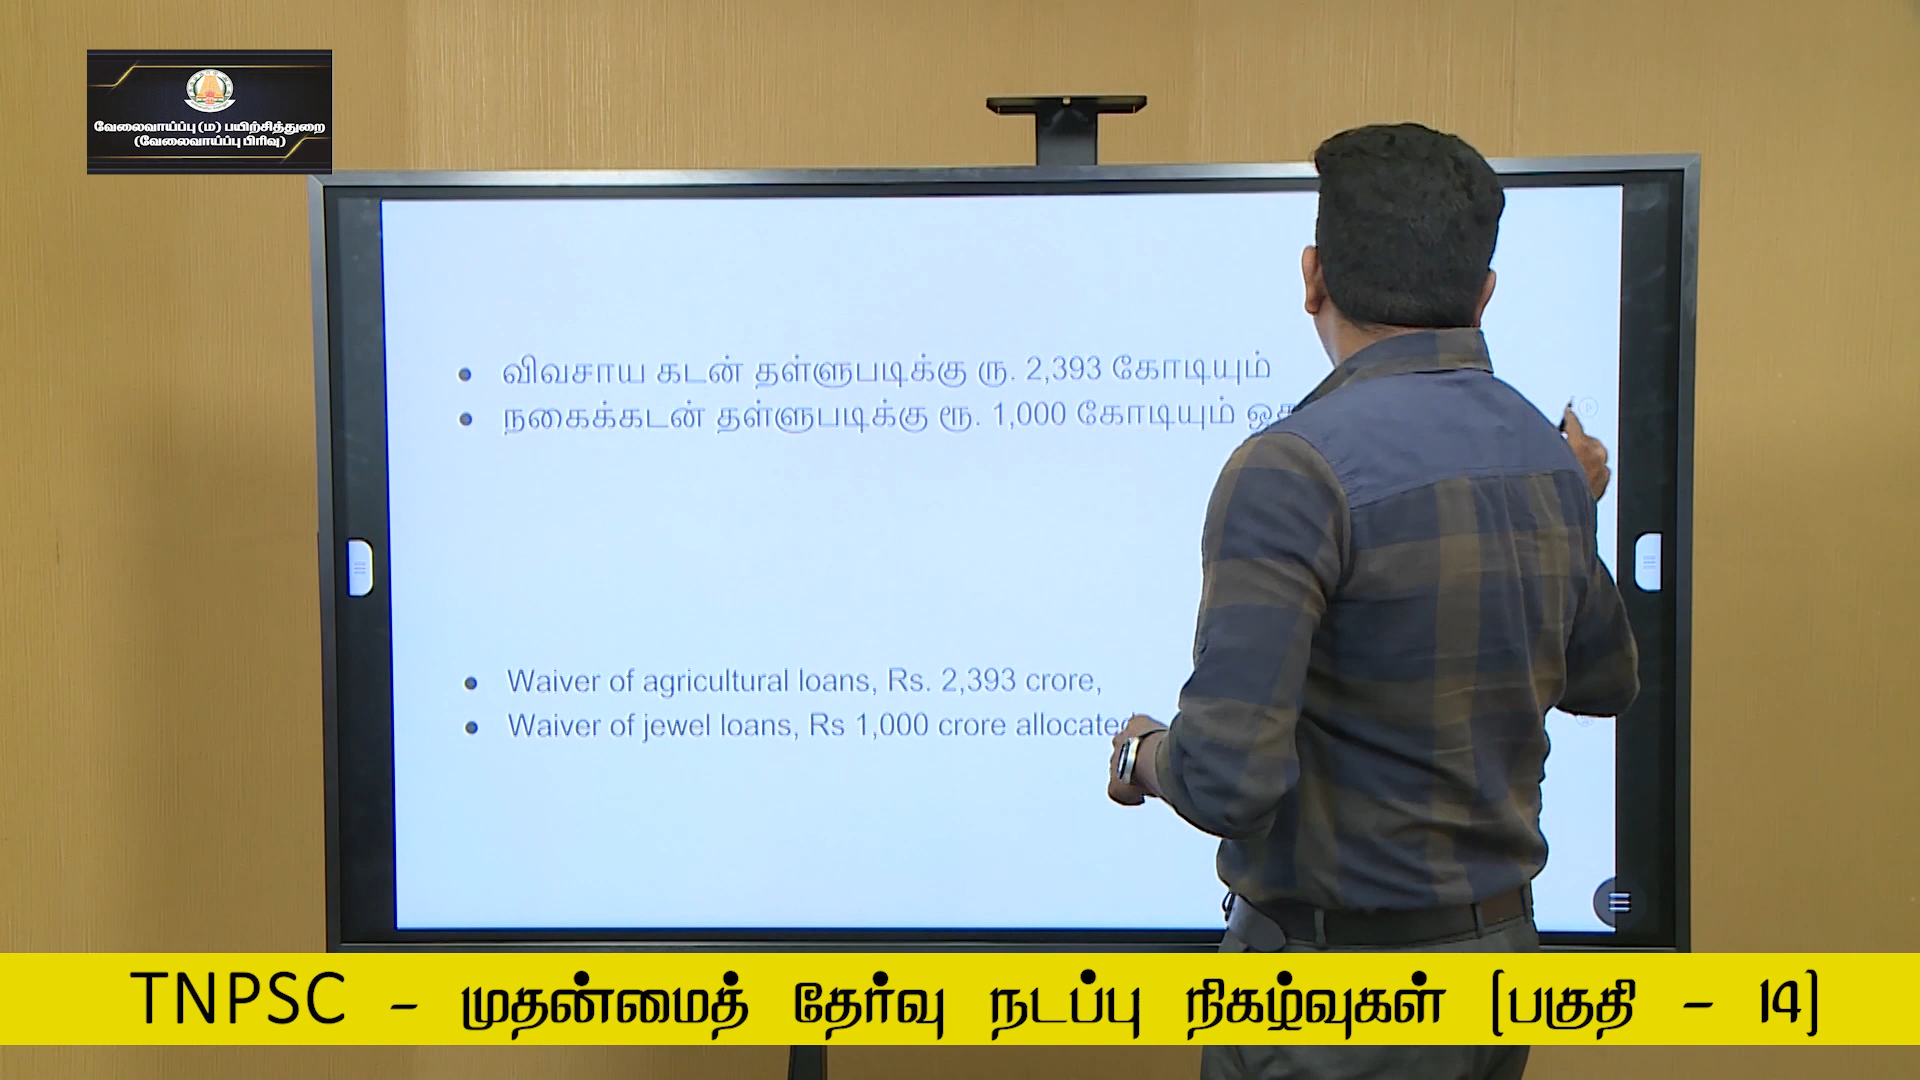 வேலைவாய்ப்பு (ம) பயிற்சித்துறை
(வேலைவாய்ப்பு பிரிவு)
• விவசாய கடன் தள்ளுபடிக்கு ரு. 2,393 கோடியும்
• நகைக்கடன் தள்ளுபடிக்கு ரூ. 1,000 கோடியும்
• Waiver of agricultural loans, Rs. 2,393 crore,
• Waiver of jewel loans, Rs 1,000 crore allocated
TNPSC - முதன்மைத் தேர்வு நடப்பு நிகழ்வுகள் (பகுதி - 14)